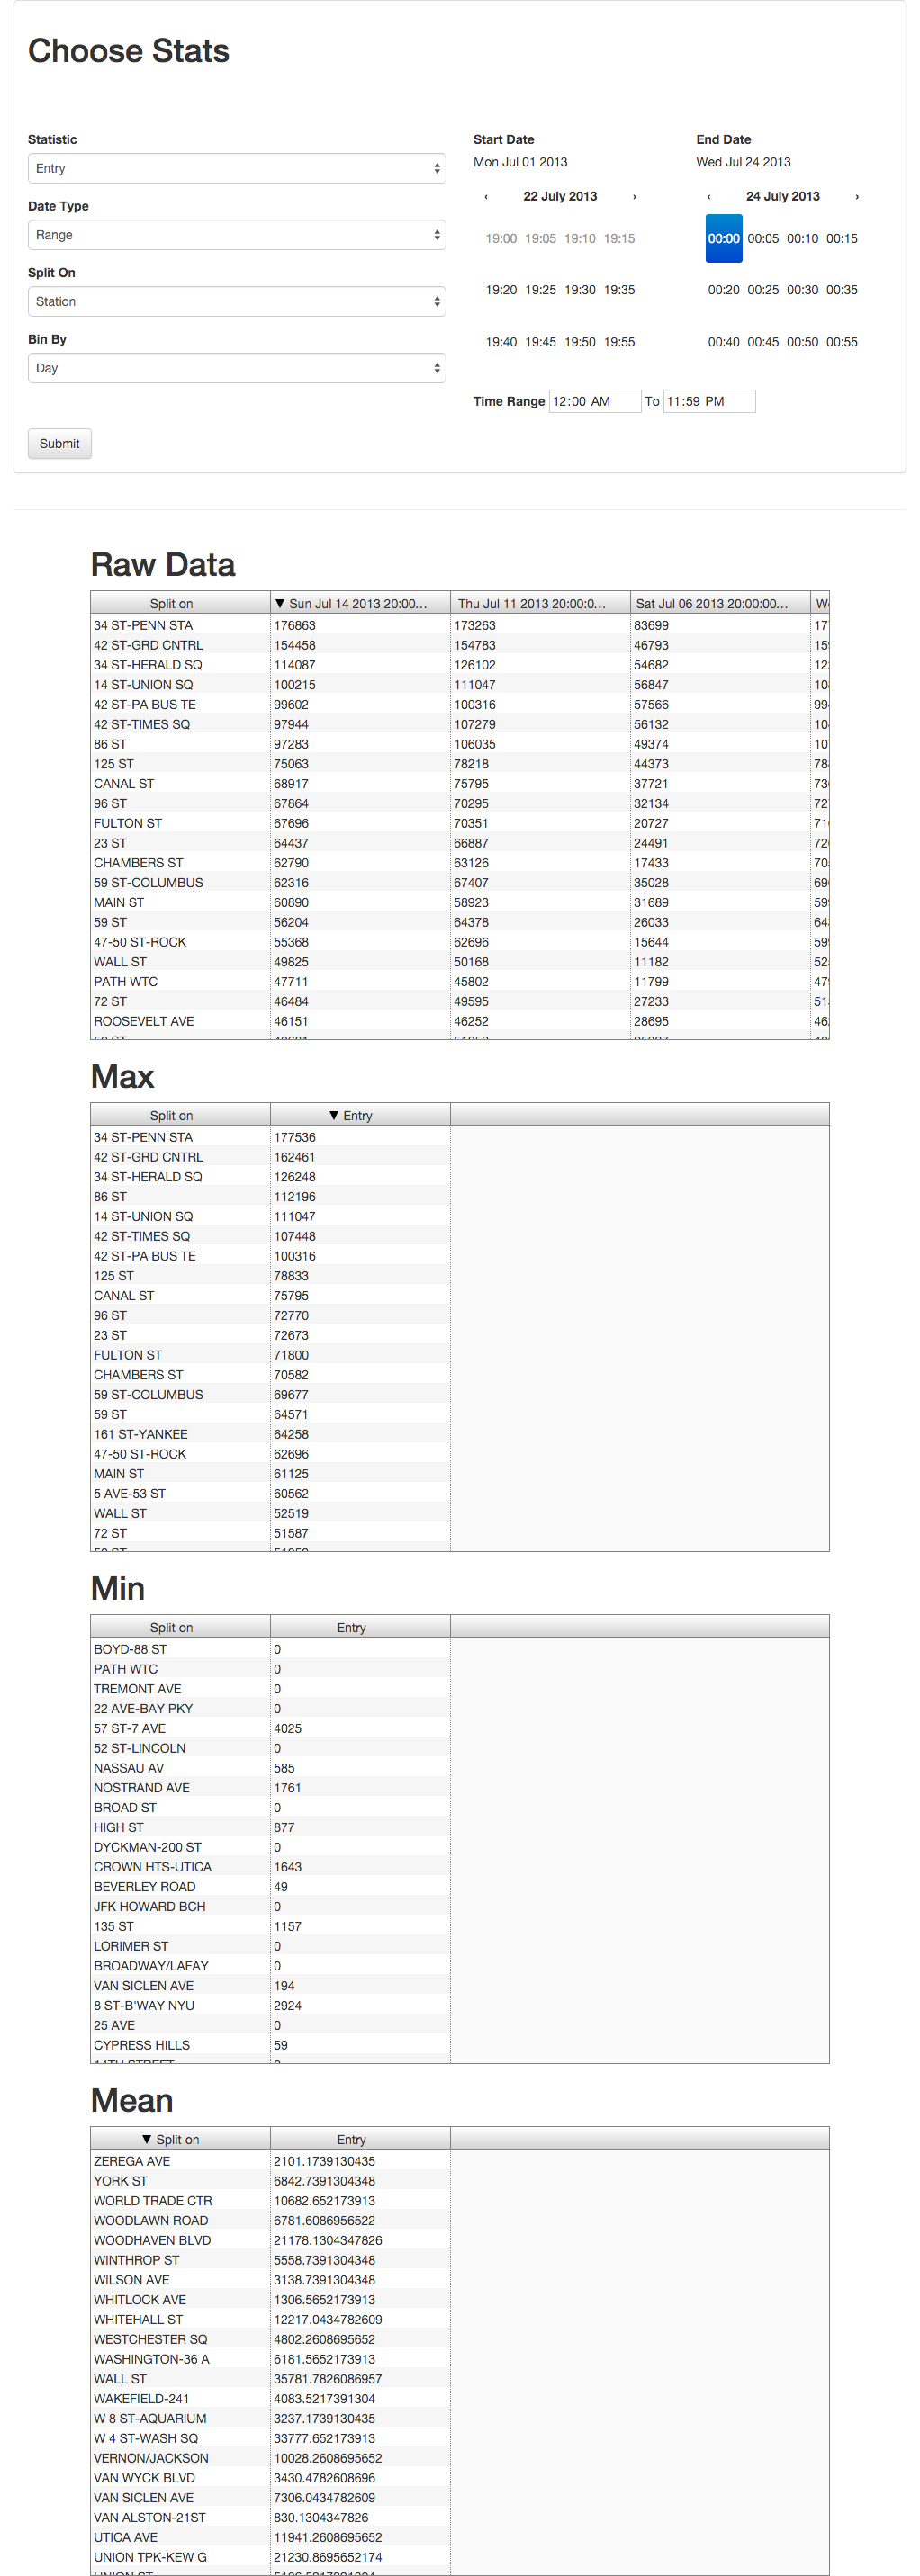 Choose Stats
Statistic Start Date End Date
Entry Mon Jul 01 2013 Wed Jul 24 2013
‹ 22 July 2013 › ‹ 24 July 2013 ›
Date Type
Range 19:00 19:05 19:10 19:15 00:00 00:05 00:10 00:15
Split On
Station 19:20 19:25 19:30 19:35 00:20 00:25 00:30 00:35
Bin By 19:40 19:45 19:50 19:55 00:40 00:45 00:50 00:55
Day
Time Range 12:00 AM To 11:59 PM
Submit
Raw Data
Split on ▼ Sun Jul 14 2013 20:00... Thu Jul 11 2013 20:00:0... Sat Jul 06 2013 20:00:00...
34 ST-PENN STA 176863 173263 83699 17
42 ST-GRD CNTRL 154458 154783 46793
34 ST-HERALD SQ 114087 126102 54682
14 ST-UNION SQ 100215 111047 56847
42 ST-PA BUS TE 99602 100316 57566
42 ST-TIMES SQ 97944 107279 56132
86 ST 97283 106035 49374
125 ST 75063 78218 44373
CANAL ST 68917 75795 37721
96 ST 67864 70295 32134
FULTON ST 67696 70351 20727
23 ST 64437 66887 24491
CHAMBERS ST 62790 63126 17433
59 ST-COLUMBUS 62316 67407 35028
MAIN ST 60890 58923 31689
59 ST 56204 64378 26033
47-50 ST-ROCK 55368 62696 15644
WALL ST 49825 50168 11182
PATH WTC 47711 45802 11799
72 ST 46484 49595 27233
ROOSEVELT AVE 46151 46252 28695
Max
Split on ▼ Entry
34 ST-PENN STA 177536
42 ST-GRD CNTRL 162461
34 ST-HERALD SQ 126248
86 ST 112196
14 ST-UNION SQ 111047
42 ST-TIMES SQ 107448
42 ST-PA BUS TE 100316
125 ST 78833
CANAL ST 75795
96 ST 72770
23 ST 72673
FULTON ST 71800
CHAMBERS ST 70582
59 ST-COLUMBUS 69677
59 ST 64571
161 ST-YANKEE 64258
47-50 ST-ROCK 62696
MAIN ST 61125
5 AVE-53 ST 60562
WALL ST 52519
72 ST 51587
Min
Split on Entry
BOYD-88 ST 0
PATH WTC 0
TREMONT AVE 0
22 AVE-BAY PKY 0
57 ST-7 AVE 4025
52 ST-LINCOLN 0
NASSAU AV 585
NOSTRAND AVE 1761
BROAD ST 0
HIGH ST 877
DYCKMAN-200 ST 0
CROWN HTS-UTICA 1643
BEVERLEY ROAD 49
JFK HOWARD BCH 0
135 ST 1157
LORIMER ST 0
BROADWAY/LAFAY 0
VAN SICLEN AVE 194
8 ST-B'WAY NYU 2924
25 AVE 0
CYPRESS HILLS 59
Mean
▼ Split on Entry
ZEREGA AVE 2101.1739130435
YORK ST 6842.7391304348
WORLD TRADE CTR 10682.652173913
WOODLAWN ROAD 6781.6086956522
WOODHAVEN BLVD 21178.1304347826
WINTHROP ST 5558.7391304348
WILSON AVE 3138.7391304348
WHITLOCK AVE 1306.5652173913
WHITEHALL ST 12217.0434782609
WESTCHESTER SQ 4802.2608695652
WASHINGTON-36 A 6181.5652173913
WALL ST 35781.7826086957
WAKEFIELD-241 4083.5217391304
W 8 ST-AQUARIUM 3237.1739130435
W 4 ST-WASH SQ 33777.652173913
VERNON/JACKSON 10028.2608695652
VAN WYCK BLVD 3430.4782608696
VAN SICLEN AVE 7306.0434782609
VAN ALSTON-21ST 830.1304347826
UTICA AVE 11941.2608695652
UNION TPK-KEW G 21230.8695652174